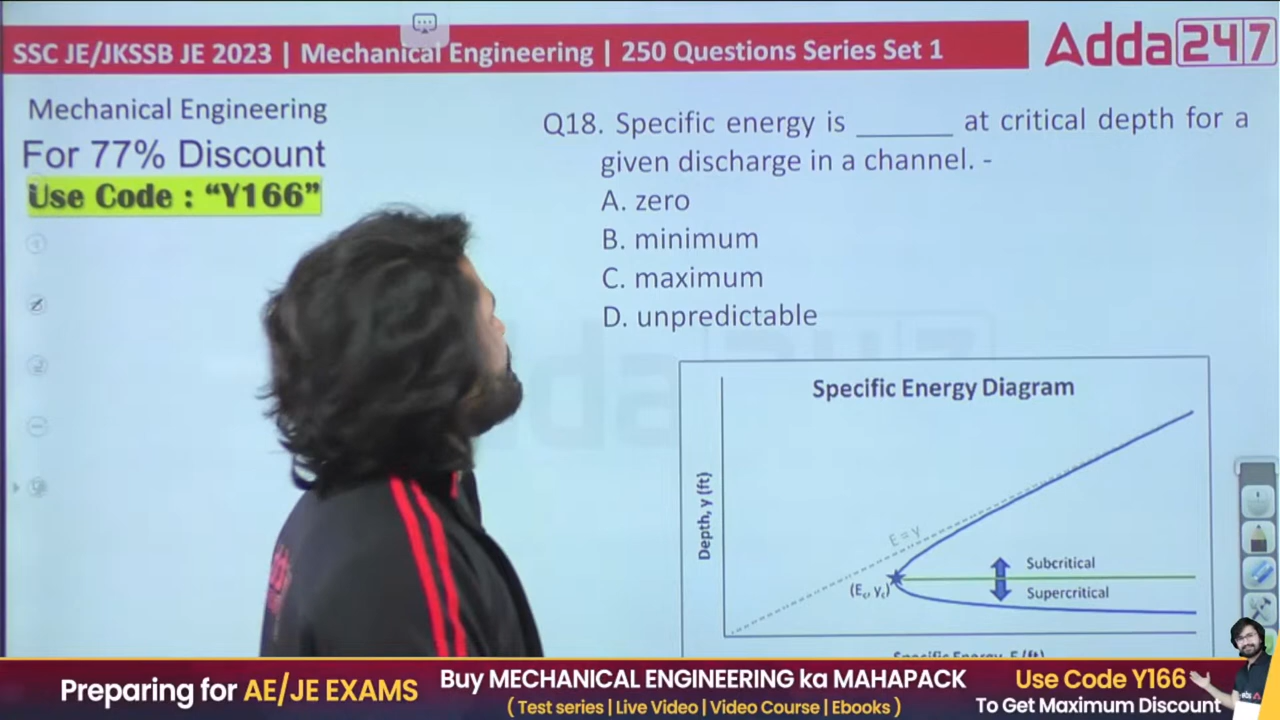 SSC JE/JKSSB JE 2023 | Mechanical Engineering | 250 Questions Series Set 1
Adda247
Mechanical Engineering
For 77% Discount
Use Code : “Y166”
Q18. Specific energy is ______ at critical depth for a
given discharge in a channel. -
A. zero
B. minimum
C. maximum
D. unpredictable
Specific Energy Diagram
Depth, y (ft)
E = Y
Subcritical
(Ec, yc)
Supercritical
Preparing for AE/JE EXAMS
Buy MECHANICAL ENGINEERING ka MAHAPACK
( Test series | Live Video | Video Course | Ebooks )
Use Code Y166
To Get Maximum Discount